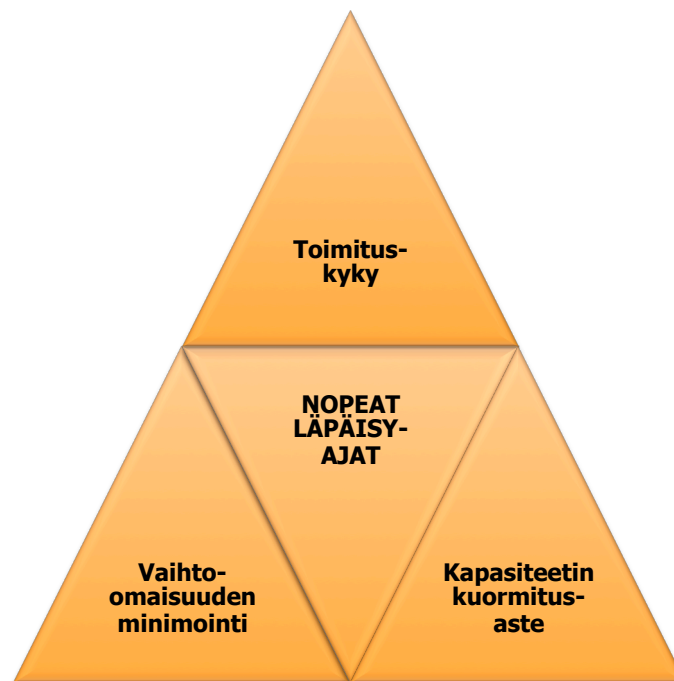 Toimitus-
kyky
NOPEAT
LÄPÄISY-
AJAT
Vaihto-
omaisuuden
minimointi
Kapasiteetin
kuormitus-
aste